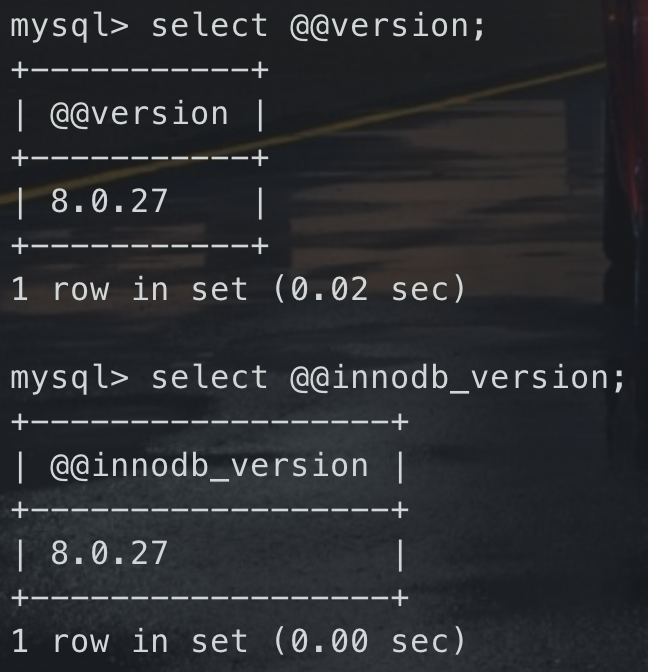 mysql> select @@version;
+-----------+
| @@version |
+-----------+
| 8.0.27    |
+-----------+
1 row in set (0.02 sec)

mysql> select @@innodb_version;
+------------------+
| @@innodb_version |
+------------------+
| 8.0.27           |
+------------------+
1 row in set (0.00 sec)